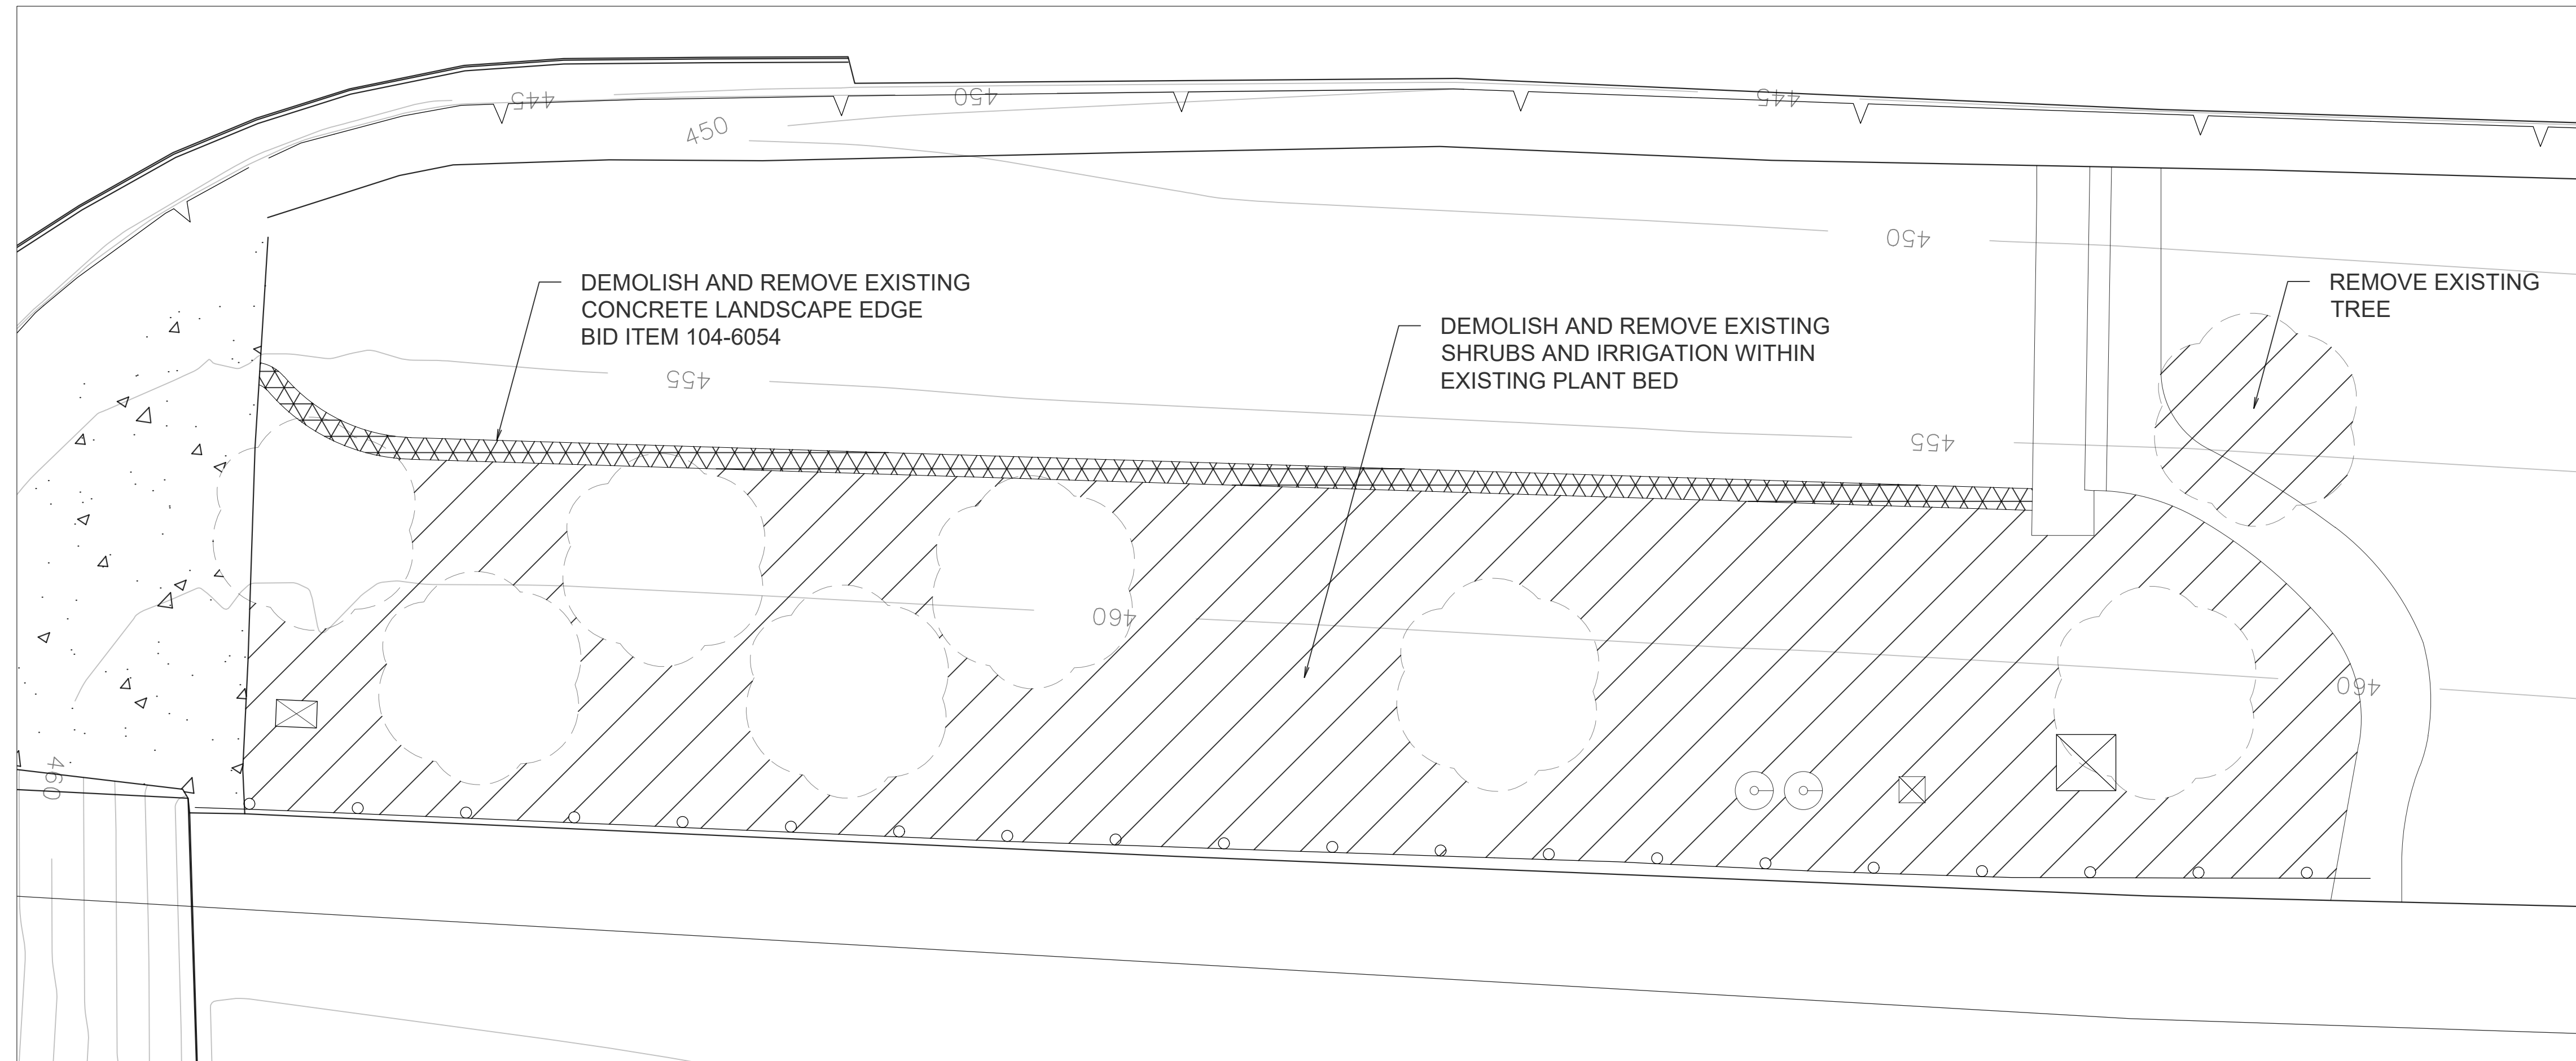 445
450
445
450
450
DEMOLISH AND REMOVE EXISTING
CONCRETE LANDSCAPE EDGE
BID ITEM 104-6054
DEMOLISH AND REMOVE EXISTING
SHRUBS AND IRRIGATION WITHIN
EXISTING PLANT BED
REMOVE EXISTING
TREE
455
455
460
460
460